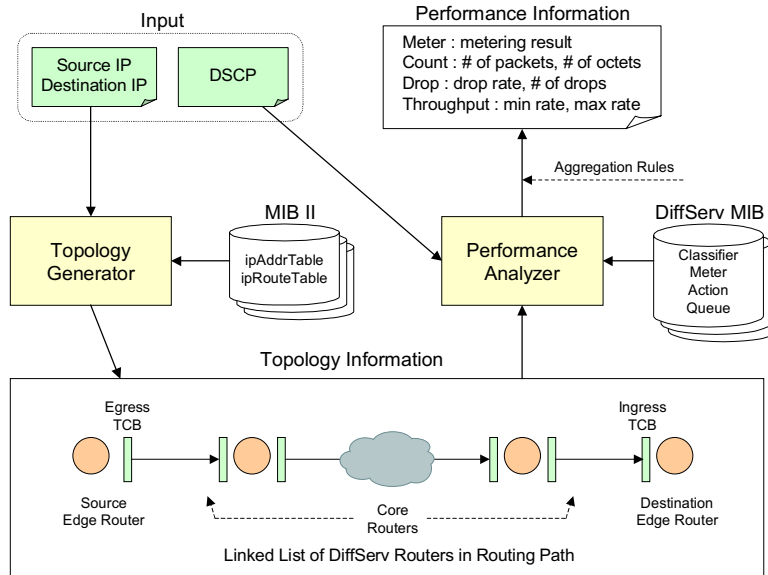 Input
Source IP
Destination IP
DSCP
Performance Information
Meter : metering result
Count : # of packets, # of octets
Drop : drop rate, # of drops
Throughput : min rate, max rate
Aggregation Rules
Topology
Generator
MIB II
ipAddrTable
ipRouteTable
Performance
Analyzer
DiffServ MIB
Classifier
Meter
Action
Queue
Topology Information
Egress
TCB
Ingress
TCB
Source
Edge Router
Core
Routers
Destination
Edge Router
Linked List of DiffServ Routers in Routing Path